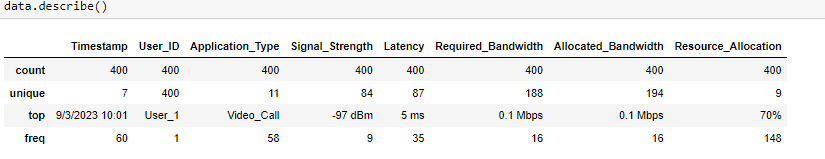 data.describe()
Timestamp User_ID Application_Type Signal_Strength Latency Required_Bandwidth Allocated_Bandwidth Resource_Allocation
count 400 400 400 400 400 400 400 400
unique 7 400 11 84 87 188 194 9
top 9/3/2023 10:01 User_1 Video_Call -97 dBm 5 ms 0.1 Mbps 0.1 Mbps 70%
freq 60 1 58 9 35 16 16 148